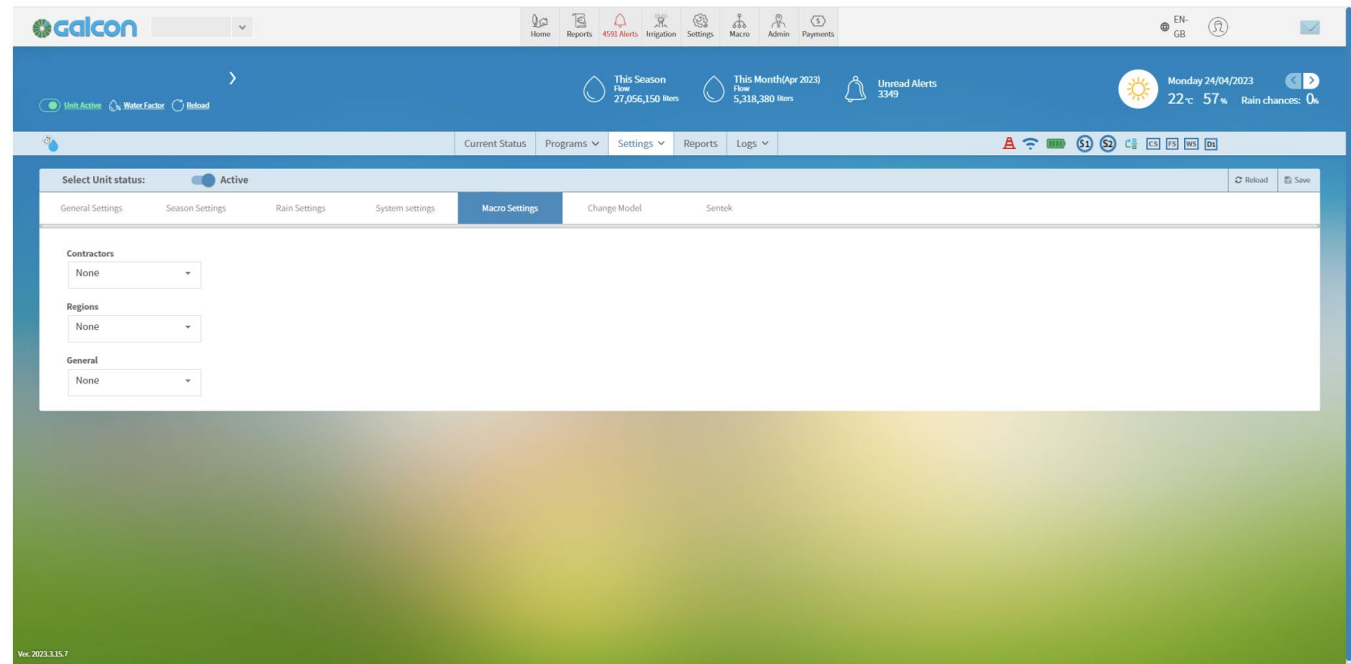 Galcon
Home Reports 4591 Alerts Irrigation Settings Macro Admin Payments
EN-
GB
This Season
Flow
27,056,150 liters
This Month(Apr 2023)
Flow
5,318,380 liters
Unread Alerts
3349
Monday 24/04/2023
22℃ 57% Rain chances: 0%
Unit Active Water Factor Reload
Current Status Programs Settings Reports Logs
S1 S2 CS FS WS D1
Select Unit status: Active
Reload Save
General Settings Season Settings Rain Settings System settings Macro Settings Change Model Sentek
Contractors
None
Regions
None
General
None
Ver. 2023.3.15.7